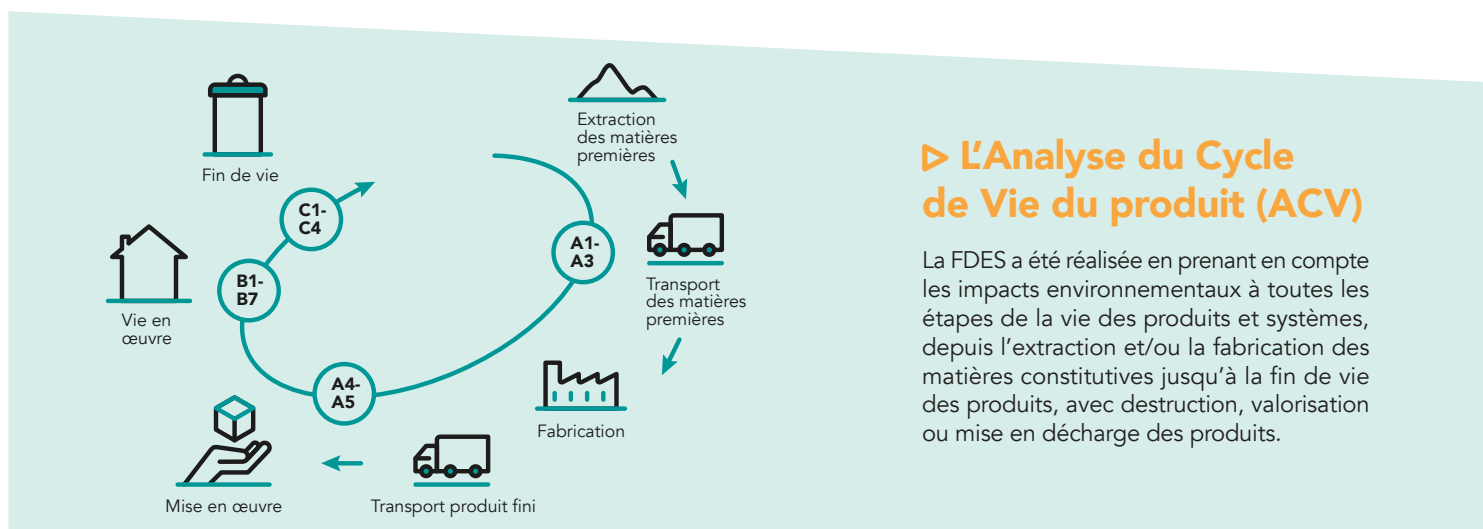 Extraction
des matières
premières
Transport
des matières
premières
Fabrication
Transport produit fini
Mise en œuvre
Vie en
œuvre
Fin de vie
A1-
A3
A4-
A5
B1-
B7
C1-
C4
L'Analyse du Cycle
de Vie du produit (ACV)
La FDES a été réalisée en prenant en compte
les impacts environnementaux à toutes les
étapes de la vie des produits et systèmes,
depuis l'extraction et/ou la fabrication des
matières constitutives jusqu'à la fin de vie
des produits, avec destruction, valorisation
ou mise en décharge des produits.